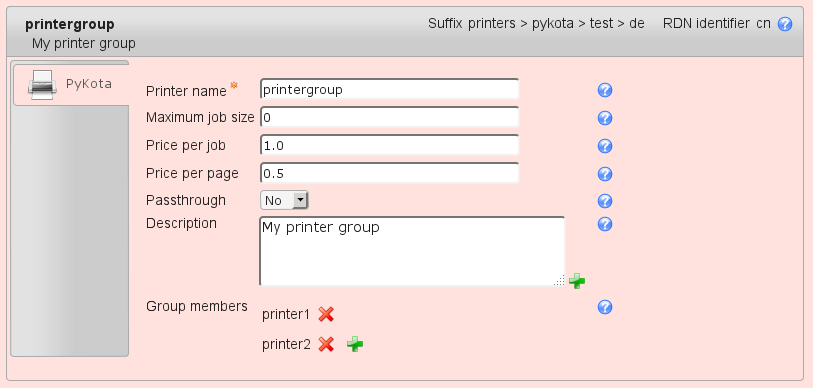 printergroup
Suffix printers > pykota > test > de RDN identifier cn
My printer group
PyKota
Printer name printergroup
Maximum job size 0
Price per job 1.0
Price per page 0.5
Passthrough No
Description My printer group
Group members
printer1
printer2